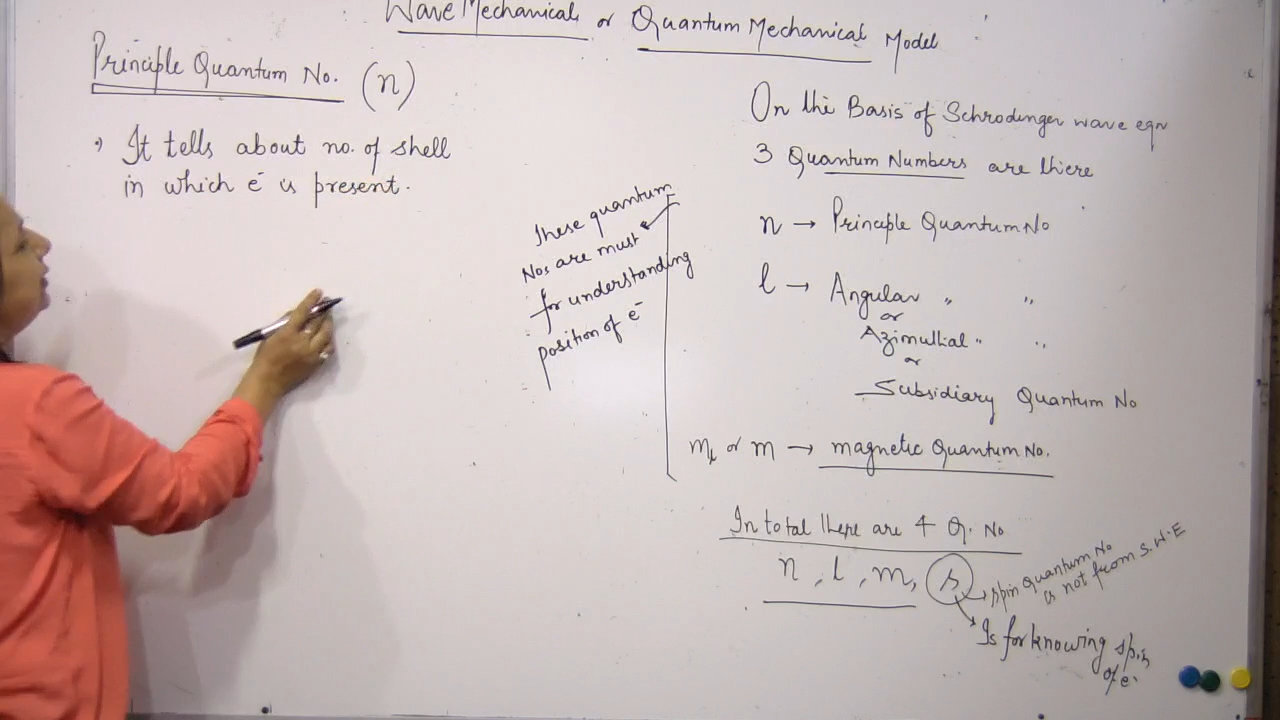 Wave Mechanical or Quantum Mechanical Model
Principle Quantum No. (n)
It tells about no. of shell
in which e⁻ is present.
These quantum
Nos are must
for understanding
position of e⁻
On the Basis of Schrodinger wave eqn
3 Quantum Numbers are there
n → Principle Quantum No
l → Angular " "
or
Azimuthal " "
or
Subsidiary Quantum No
mₗ or m → magnetic Quantum No.
In total there are 4 Q. No
n, l, m, s
spin quantum No
is not from S.W.E
Is for knowing spin
of e⁻